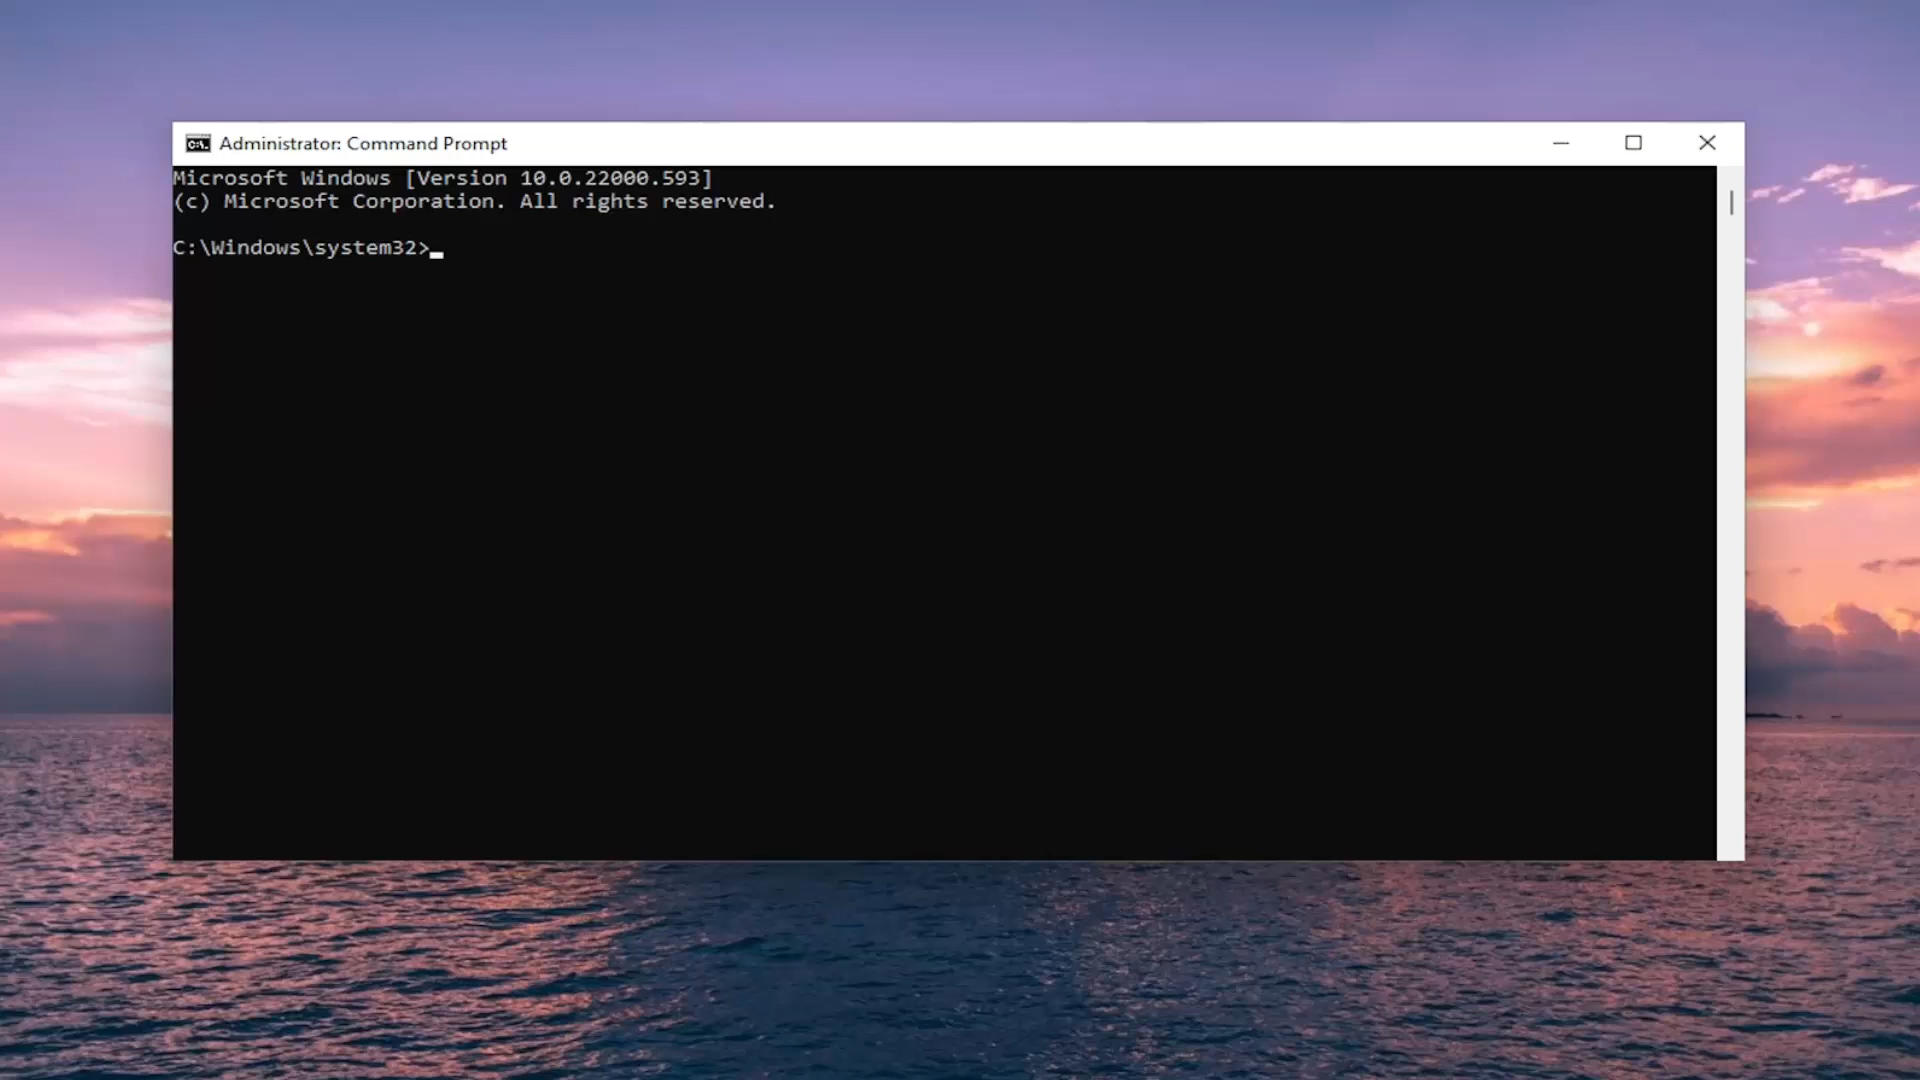 Administrator: Command Prompt
Microsoft Windows [Version 10.0.22000.593]
(c) Microsoft Corporation. All rights reserved.
C:\Windows\system32>